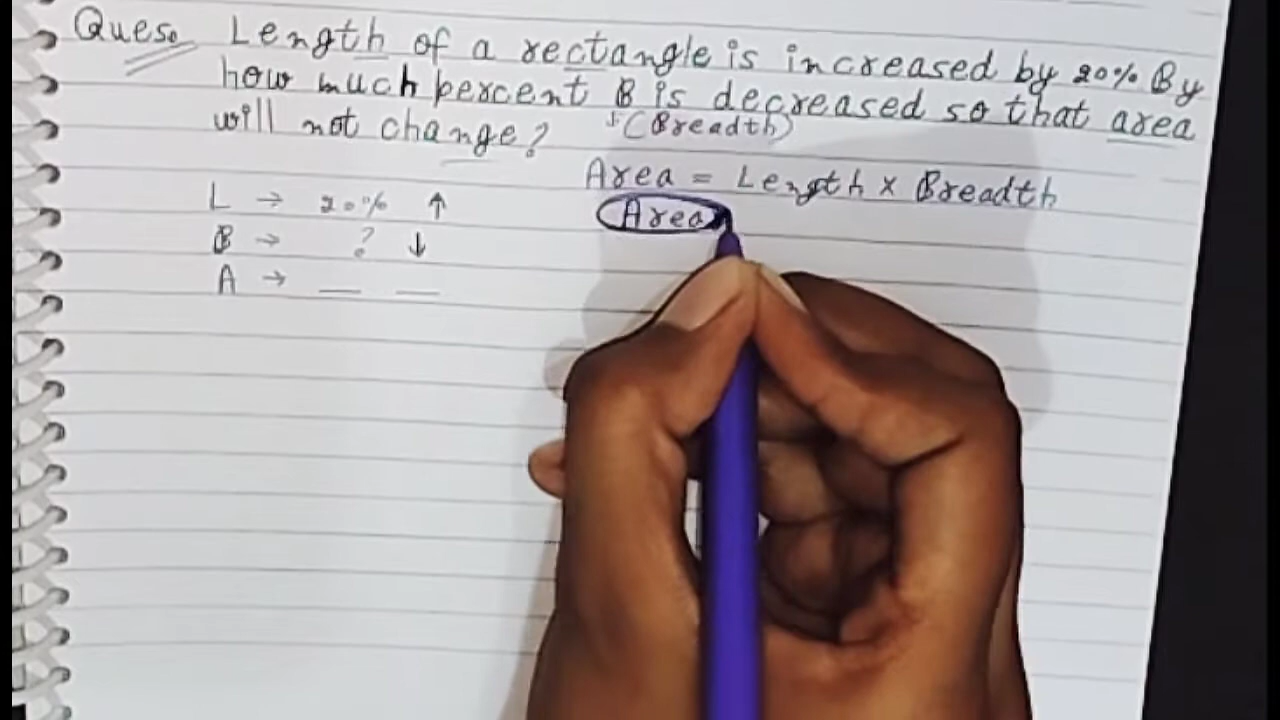 Ques. Length of a rectangle is increased by 20% By
how much percent B is decreased so that area
will not change? ↓(Breadth)
Area = Length × Breadth
L → 20% ↑
Area
B → ? ↓
A → __ __